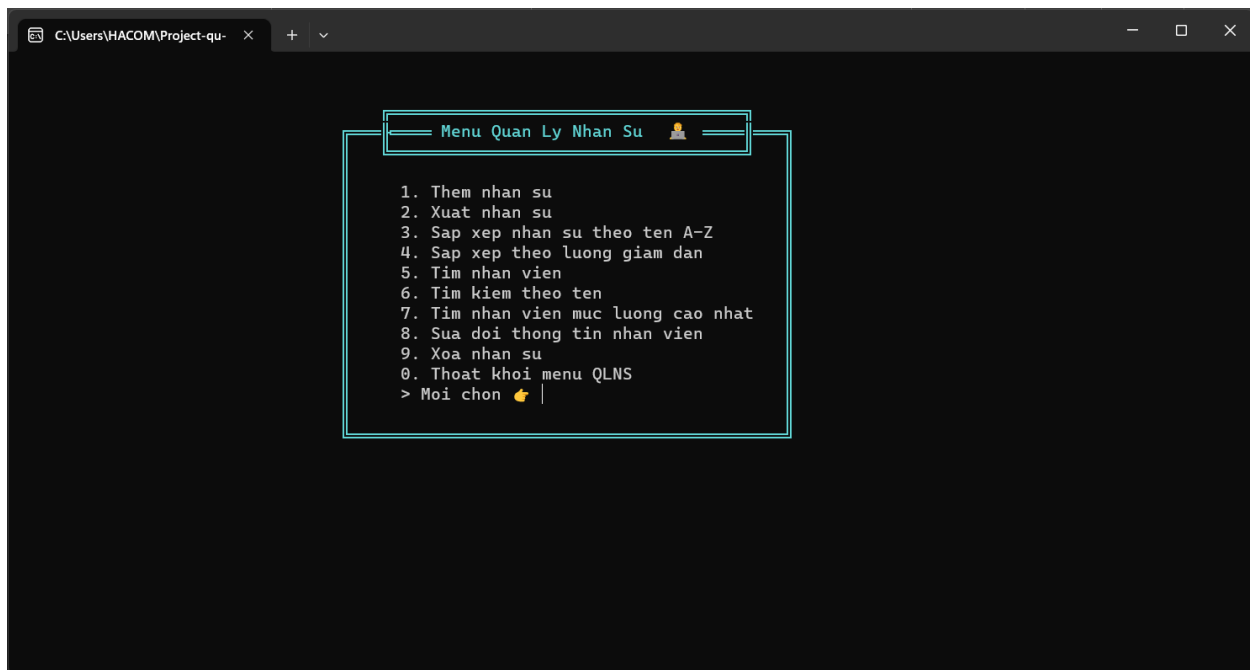 C:\Users\HACOM\Project-qu-
Menu Quan Ly Nhan Su 👨‍💻
1. Them nhan su
2. Xuat nhan su
3. Sap xep nhan su theo ten A-Z
4. Sap xep theo luong giam dan
5. Tim nhan vien
6. Tim kiem theo ten
7. Tim nhan vien muc luong cao nhat
8. Sua doi thong tin nhan vien
9. Xoa nhan su
0. Thoat khoi menu QLNS
> Moi chon 👉